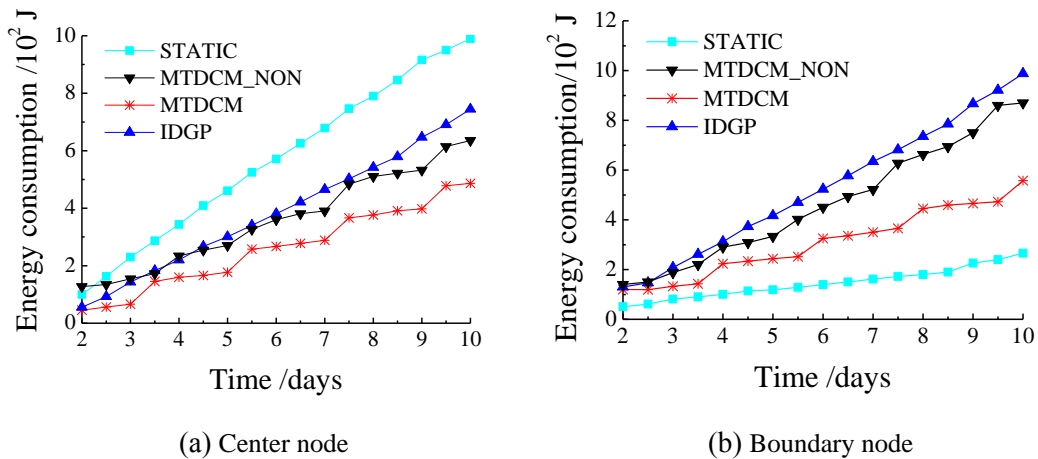 Energy consumption /10² J
10
8
6
4
2
0
STATIC
MTDCM_NON
MTDCM
IDGP
2 3 4 5 6 7 8 9 10
Time /days
(a) Center node
Energy consumption/10² J
12
10
8
6
4
2
0
STATIC
MTDCM_NON
MTDCM
IDGP
2 3 4 5 6 7 8 9 10
Time /days
(b) Boundary node